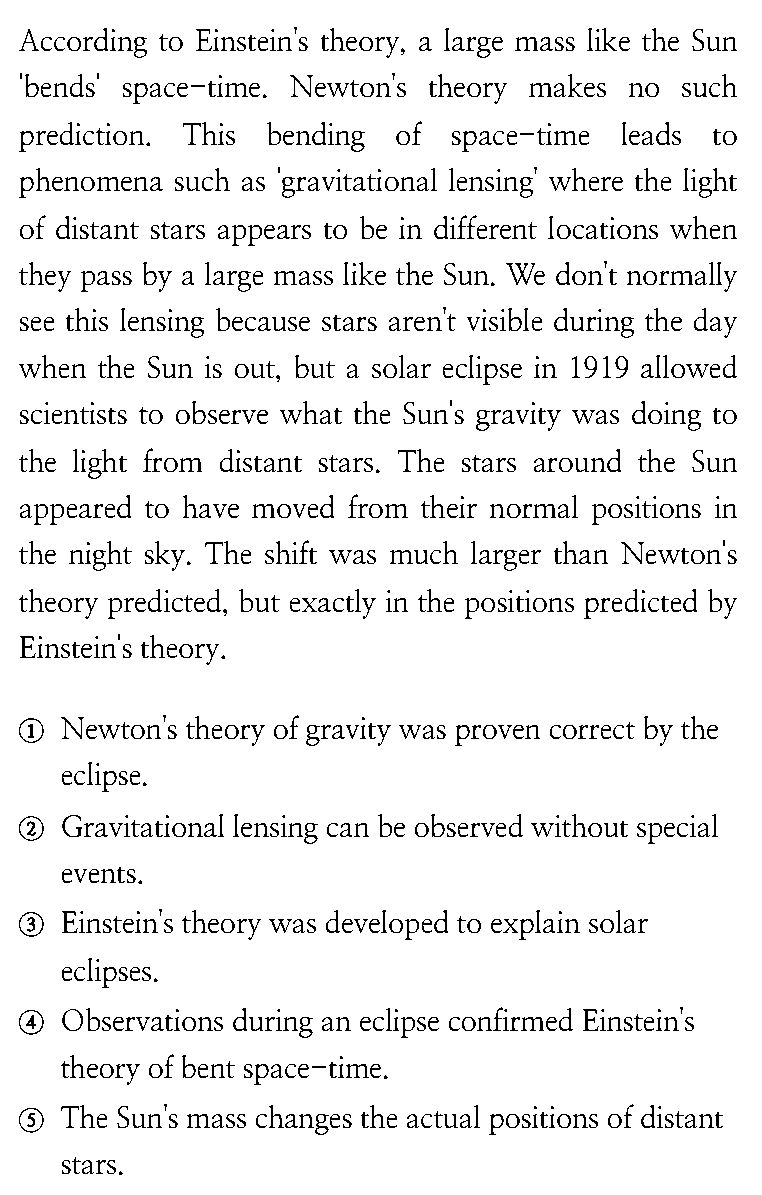 According to Einstein's theory, a large mass like the Sun
'bends' space-time. Newton's theory makes no such
prediction. This bending of space-time leads to
phenomena such as 'gravitational lensing' where the light
of distant stars appears to be in different locations when
they pass by a large mass like the Sun. We don't normally
see this lensing because stars aren't visible during the day
when the Sun is out, but a solar eclipse in 1919 allowed
scientists to observe what the Sun's gravity was doing to
the light from distant stars. The stars around the Sun
appeared to have moved from their normal positions in
the night sky. The shift was much larger than Newton's
theory predicted, but exactly in the positions predicted by
Einstein's theory.
① Newton's theory of gravity was proven correct by the
eclipse.
② Gravitational lensing can be observed without special
events.
③ Einstein's theory was developed to explain solar
eclipses.
④ Observations during an eclipse confirmed Einstein's
theory of bent space-time.
⑤ The Sun's mass changes the actual positions of distant
stars.